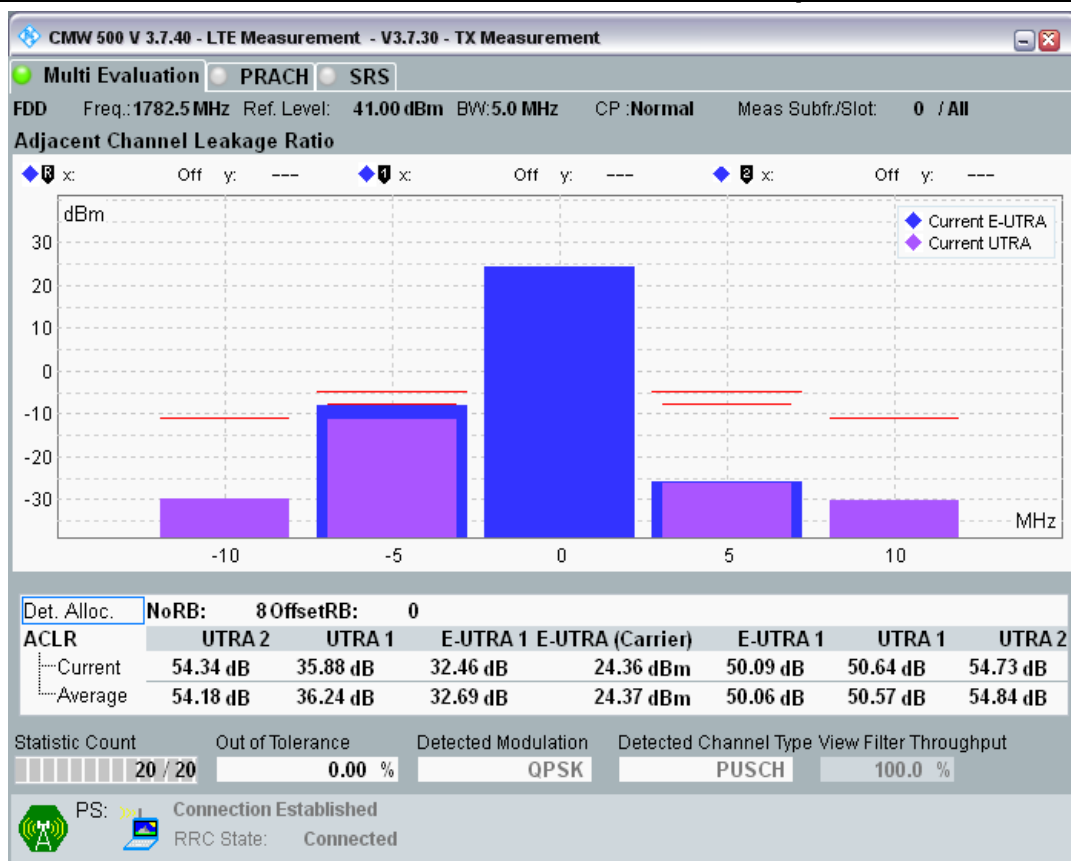 CMW 500 V 3.7.40 - LTE Measurement - V3.7.30 - TX Measurement
Multi Evaluation PRACH SRS
FDD Freq.: 1782.5 MHz Ref. Level: 41.00 dBm BW: 5.0 MHz CP : Normal Meas Subfr./Slot: 0 / All
Adjacent Channel Leakage Ratio
R x: Off y: --- 1 x: Off y: --- 2 x: Off y: ---
dBm
Current E-UTRA
Current UTRA
30
20
10
0
-10
-20
-30
MHz
-10 -5 0 5 10
Det. Alloc. NoRB: 8 OffsetRB: 0
ACLR UTRA 2 UTRA 1 E-UTRA 1 E-UTRA (Carrier) E-UTRA 1 UTRA 1 UTRA 2
Current 54.34 dB 35.88 dB 32.46 dB 24.36 dBm 50.09 dB 50.64 dB 54.73 dB
Average 54.18 dB 36.24 dB 32.69 dB 24.37 dBm 50.06 dB 50.57 dB 54.84 dB
Statistic Count Out of Tolerance Detected Modulation Detected Channel Type View Filter Throughput
20 / 20 0.00 % QPSK PUSCH 100.0 %
PS: Connection Established
RRC State: Connected